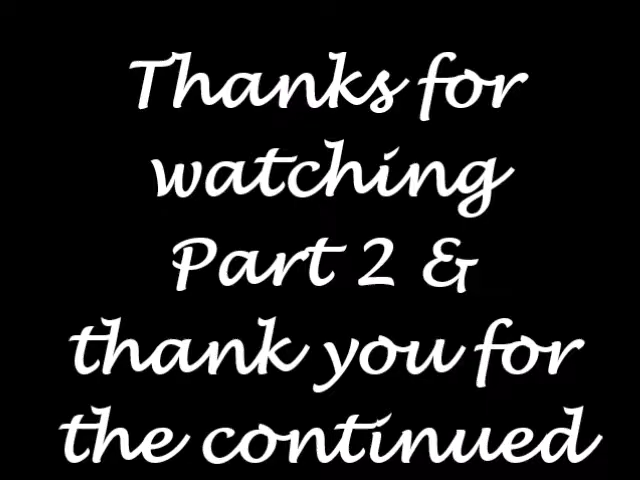 Thanks for
watching
Part 2 &
thank you for
the continued